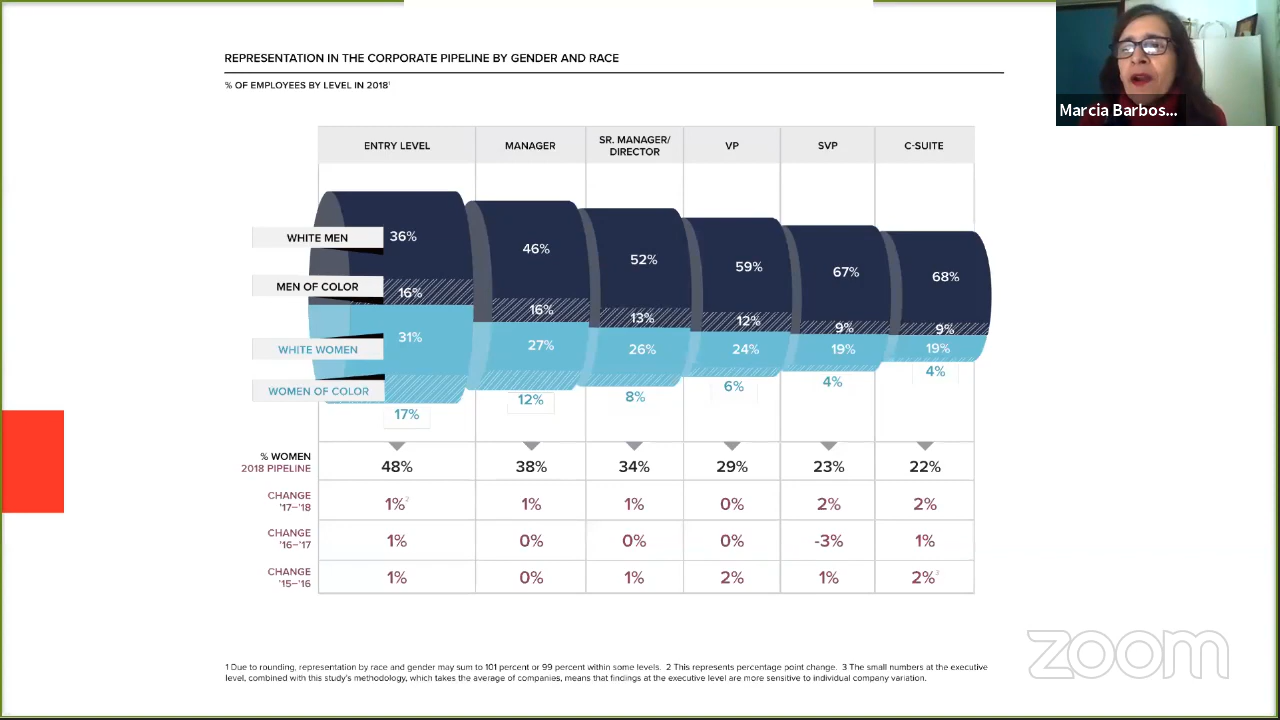 REPRESENTATION IN THE CORPORATE PIPELINE BY GENDER AND RACE
% OF EMPLOYEES BY LEVEL IN 2018¹
Marcia Barbos...
ENTRY LEVEL MANAGER SR. MANAGER/ VP SVP C-SUITE
DIRECTOR
WHITE MEN 36% 46% 52% 59% 67% 68%
MEN OF COLOR 16% 16% 13% 12% 9% 9%
WHITE WOMEN 31% 27% 26% 24% 19% 19%
WOMEN OF COLOR 17% 12% 8% 6% 4% 4%
% WOMEN
2018 PIPELINE 48% 38% 34% 29% 23% 22%
CHANGE
'17–'18 1%² 1% 1% 0% 2% 2%
CHANGE
'16–'17 1% 0% 0% 0% -3% 1%
CHANGE
'15–'16 1% 0% 1% 2% 1% 2%³
zoom
1 Due to rounding, representation by race and gender may sum to 101 percent or 99 percent within some levels. 2 This represents percentage point change. 3 The small numbers at the executive
level, combined with this study's methodology, which takes the average of companies, means that findings at the executive level are more sensitive to individual company variation.